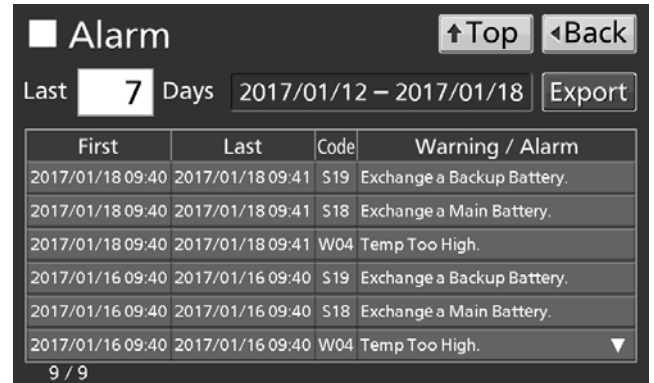 Alarm ↑Top ◂Back
Last 7 Days 2017/01/12 – 2017/01/18 Export
First Last Code Warning / Alarm
2017/01/18 09:40 2017/01/18 09:41 S19 Exchange a Backup Battery.
2017/01/18 09:40 2017/01/18 09:41 S18 Exchange a Main Battery.
2017/01/18 09:40 2017/01/18 09:41 W04 Temp Too High.
2017/01/16 09:40 2017/01/16 09:40 S19 Exchange a Backup Battery.
2017/01/16 09:40 2017/01/16 09:40 S18 Exchange a Main Battery.
2017/01/16 09:40 2017/01/16 09:40 W04 Temp Too High. ▼
9 / 9